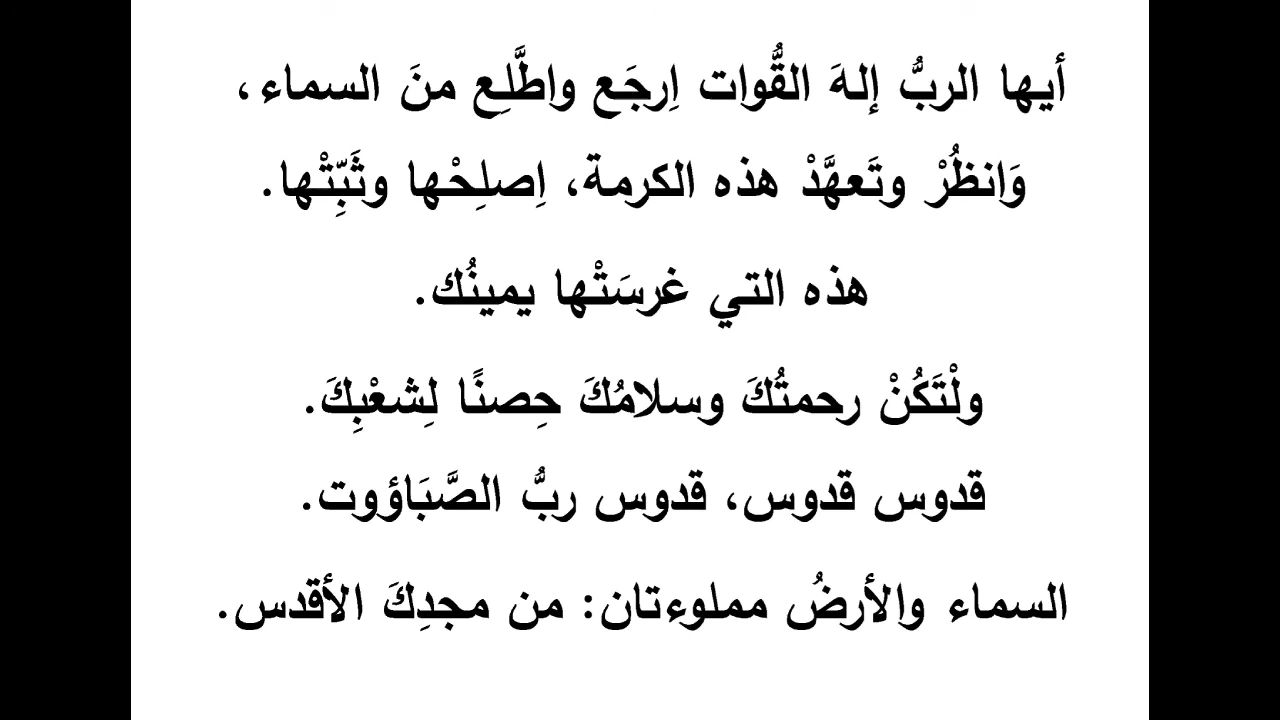 أيها الربُّ إلهَ القُّوات اِرجَع واطَّلِع منَ السماء،
وَانظُرْ وتَعهَّدْ هذه الكرمة، اِصلِحْها وثَبِّتْها.
هذه التي غرسَتْها يمينُك.
ولْتَكُنْ رحمتُكَ وسلامُكَ حِصنًا لِشعْبِكَ.
قدوس قدوس، قدوس ربُّ الصَّبَاؤوت.
السماء والأرضُ مملوءتان: من مجدِكَ الأقدس.